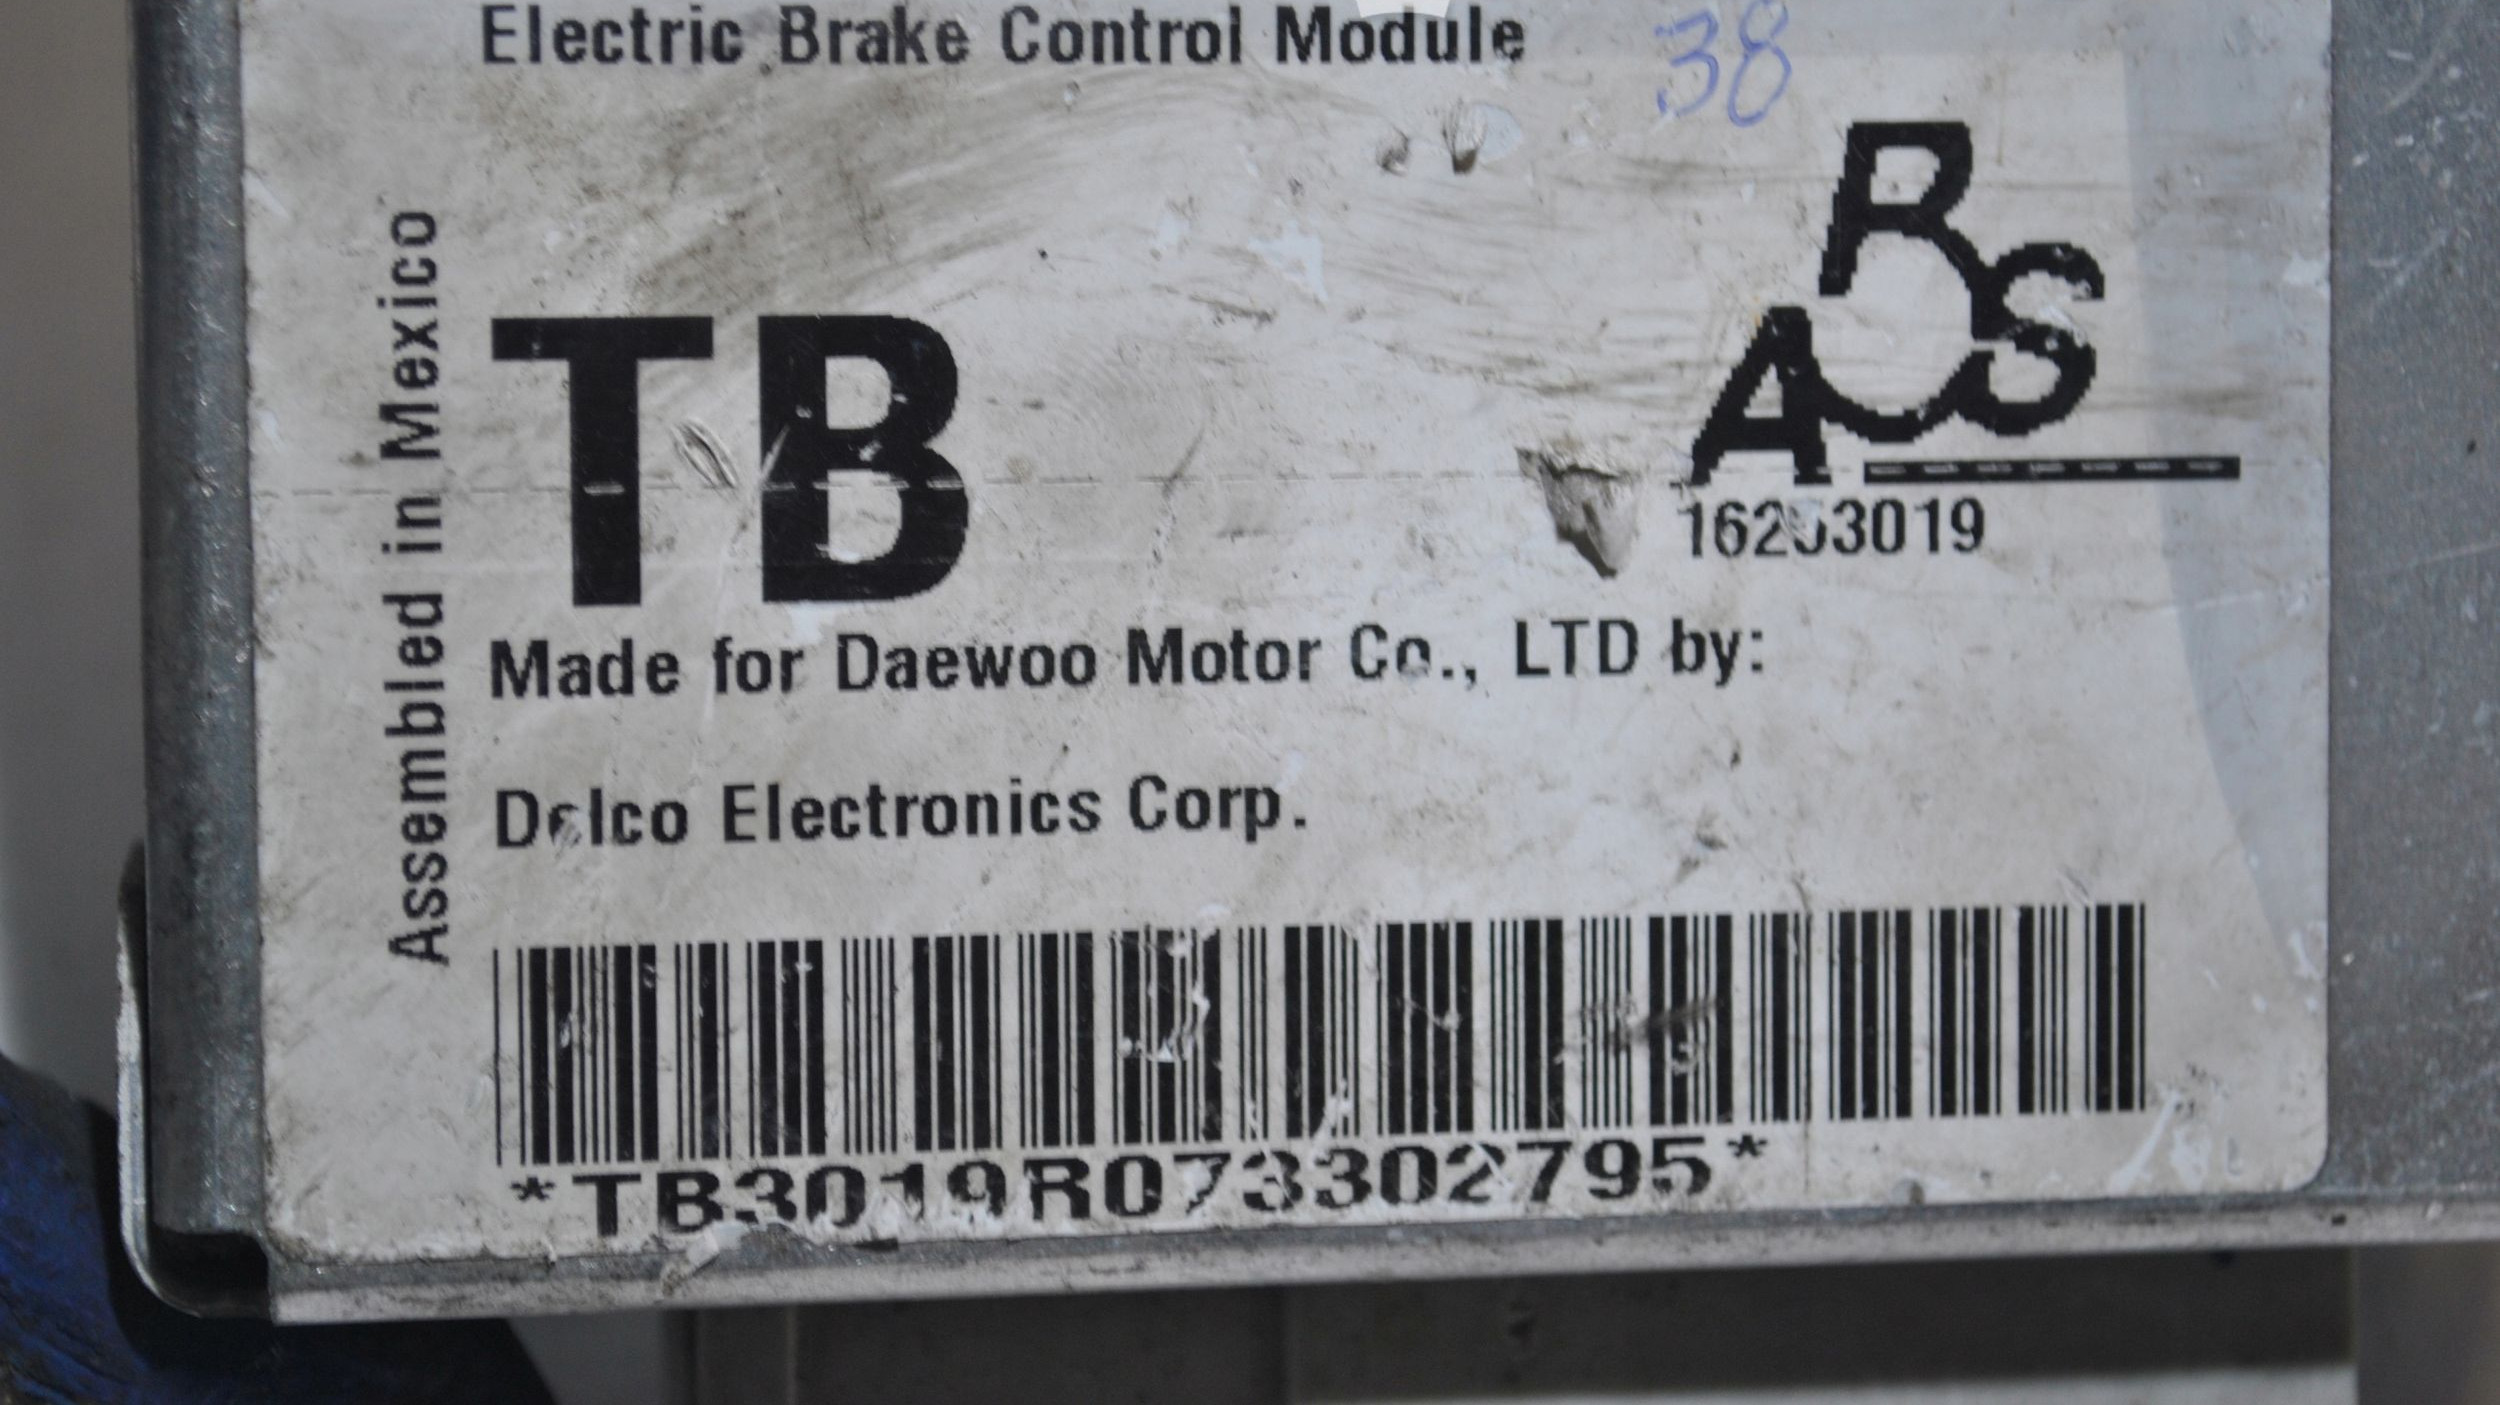 Electric Brake Control Module
38
Assembled in Mexico
TB
ABS
Made for Daewoo Motor Co., LTD by:
Delco Electronics Corp.
*TB3019R073302795*